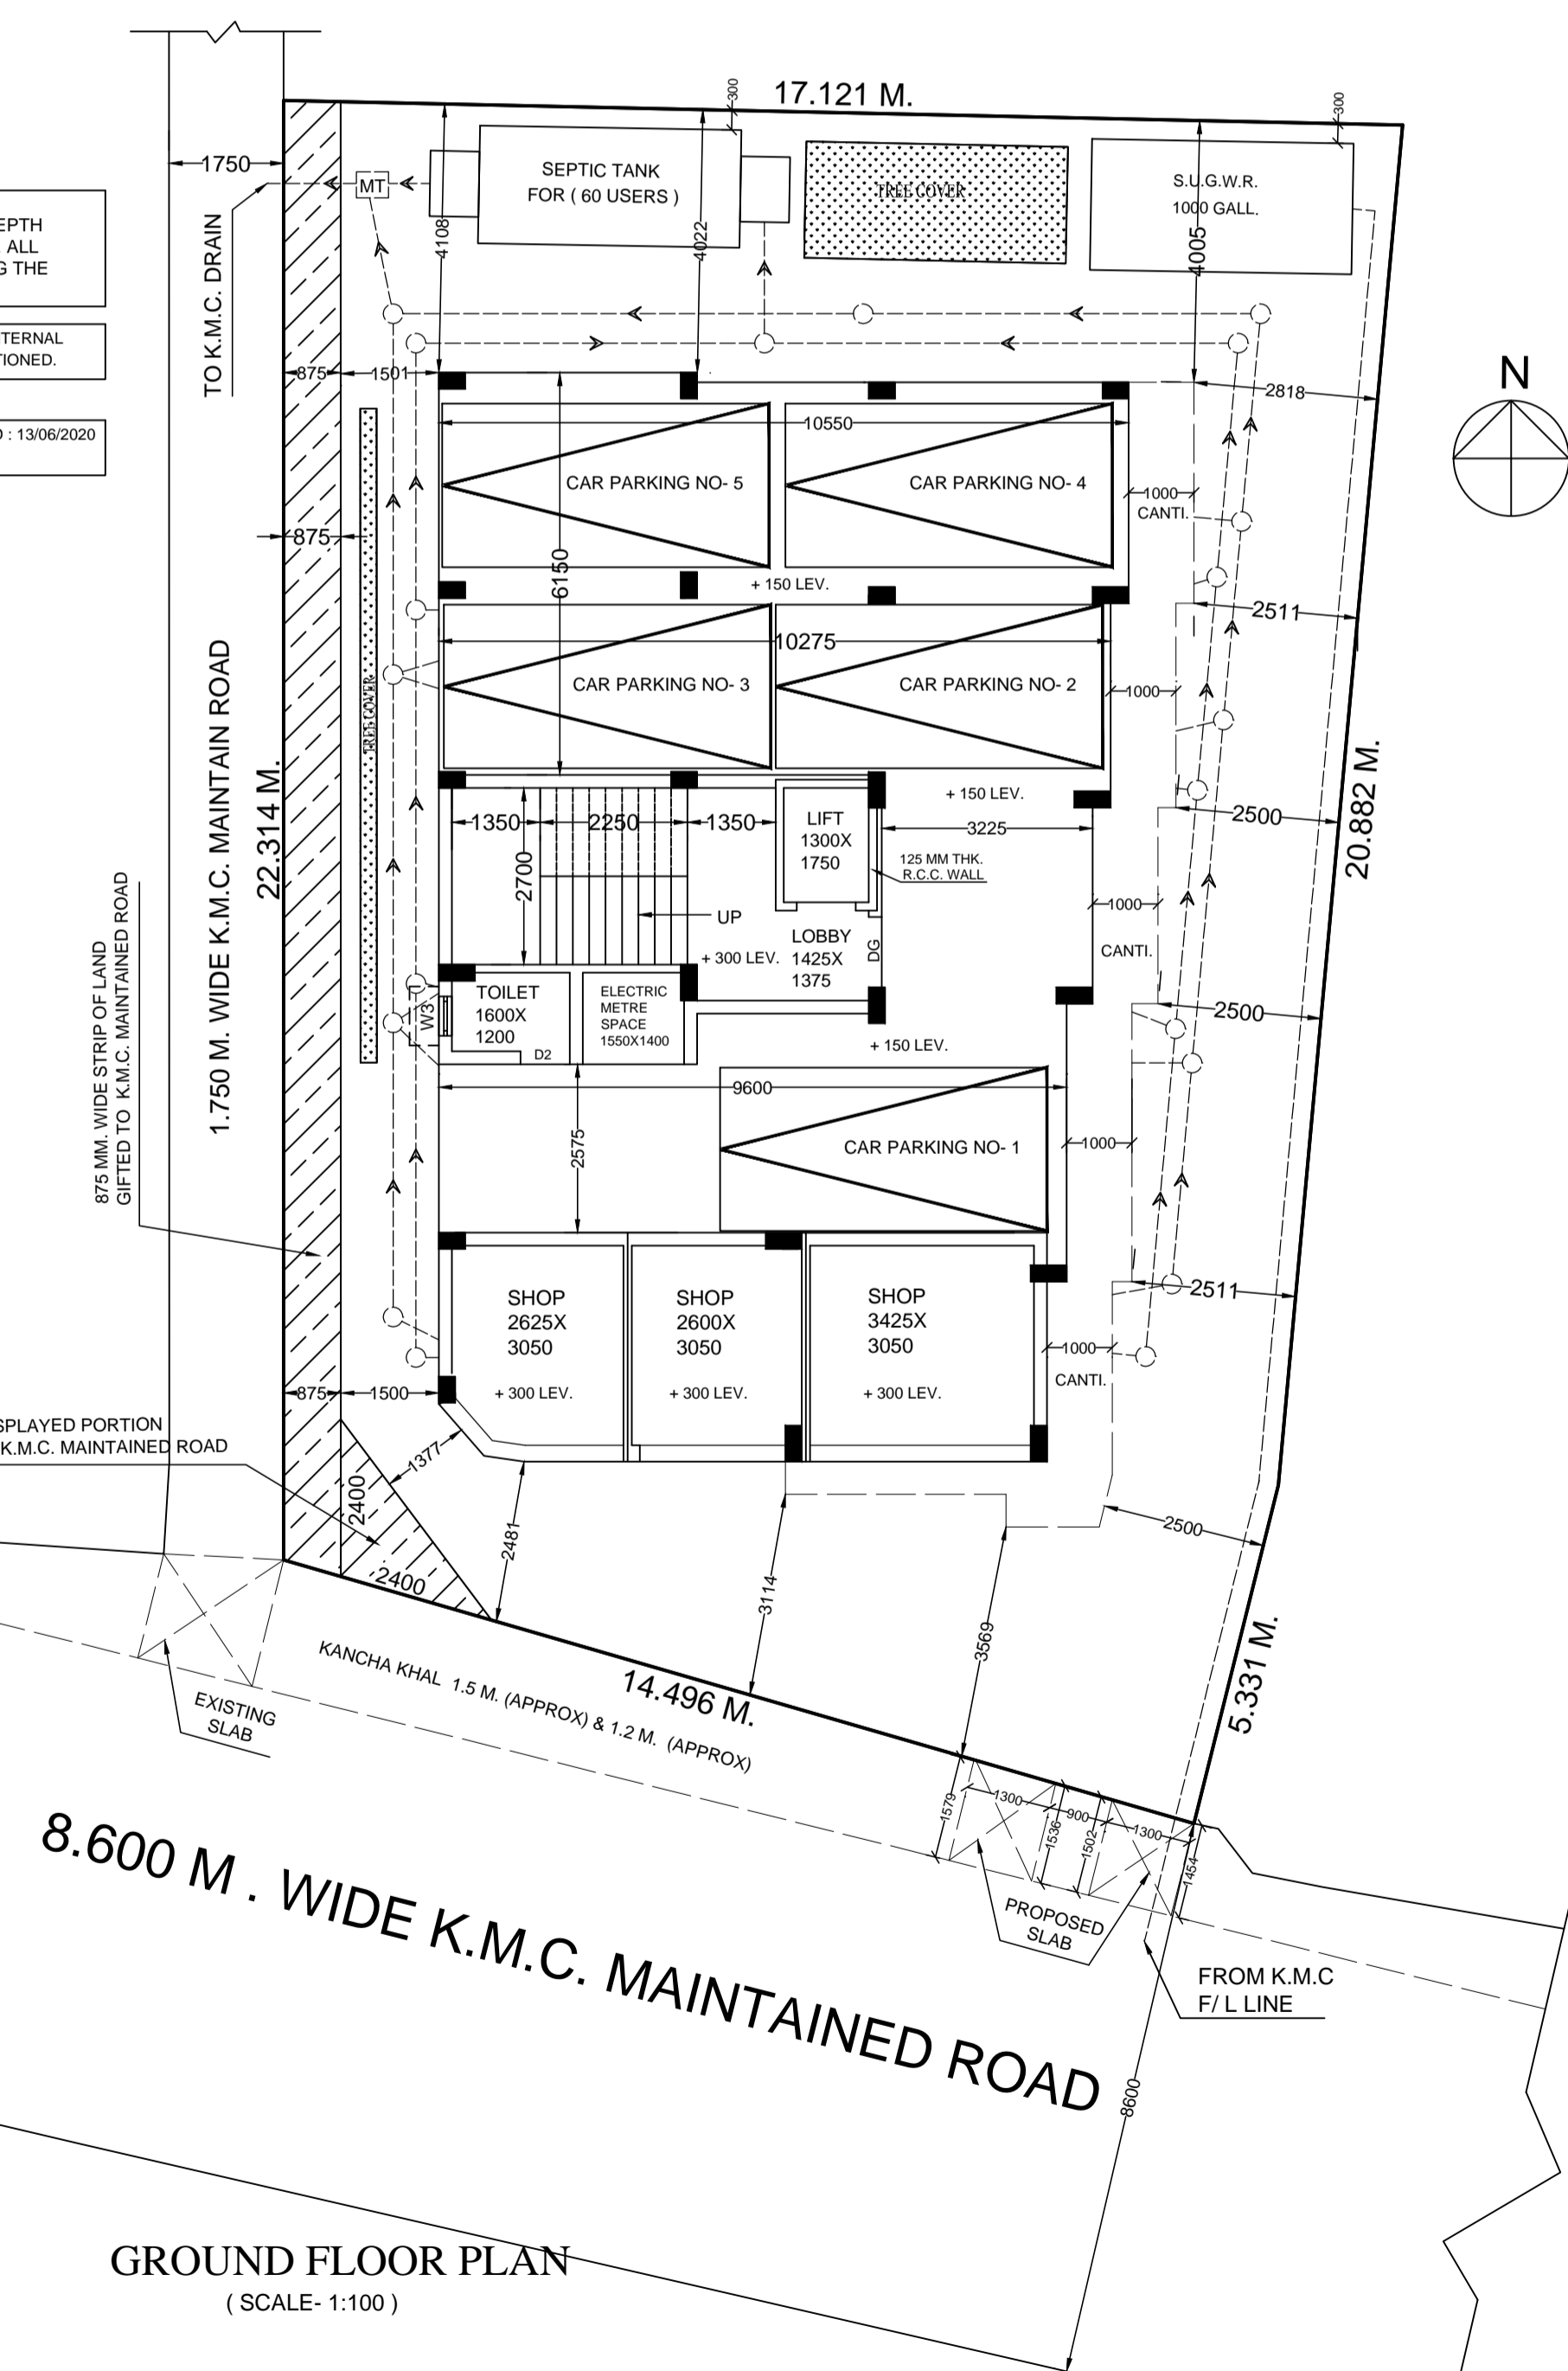 17.121 M.
300
300
1750
SEPTIC TANK
FOR ( 60 USERS )
TREE COVER
S.U.G.W.R.
1000 GALL.
MT
EPTH
ALL
G THE
TO K.M.C. DRAIN
4108
4022
4005
TERNAL
TIONED.
N
875
1501
2818
: 13/06/2020
10550
CAR PARKING NO- 5
CAR PARKING NO- 4
1000
CANTI.
875
6150
+ 150 LEV.
2511
10275
CAR PARKING NO- 3
CAR PARKING NO- 2
1000
TREE COVER
1.750 M. WIDE K.M.C. MAINTAIN ROAD
22.314 M.
20.882 M.
+ 150 LEV.
1350
2250
1350
LIFT
1300X
1750
3225
2500
125 MM THK.
R.C.C. WALL
2700
UP
1000
875 MM. WIDE STRIP OF LAND
GIFTED TO K.M.C. MAINTAINED ROAD
+ 300 LEV.
LOBBY
1425X
1375
DG
CANTI.
TOILET
1600X
1200
W3
D2
ELECTRIC
METRE
SPACE
1550X1400
2500
+ 150 LEV.
9600
2575
CAR PARKING NO- 1
1000
SHOP
2625X
3050
+ 300 LEV.
SHOP
2600X
3050
+ 300 LEV.
SHOP
3425X
3050
+ 300 LEV.
2511
1000
CANTI.
875
1500
SPLAYED PORTION
K.M.C. MAINTAINED ROAD
1377
2400
2400
2481
3114
3569
2500
5.331 M.
KANCHA KHAL 1.5 M. (APPROX) & 1.2 M. (APPROX)
14.496 M.
EXISTING
SLAB
1579
1300
1536
900
1502
1300
1454
PROPOSED
SLAB
8.600 M . WIDE K.M.C. MAINTAINED ROAD
FROM K.M.C
F/ L LINE
8600
GROUND FLOOR PLAN
( SCALE- 1:100 )